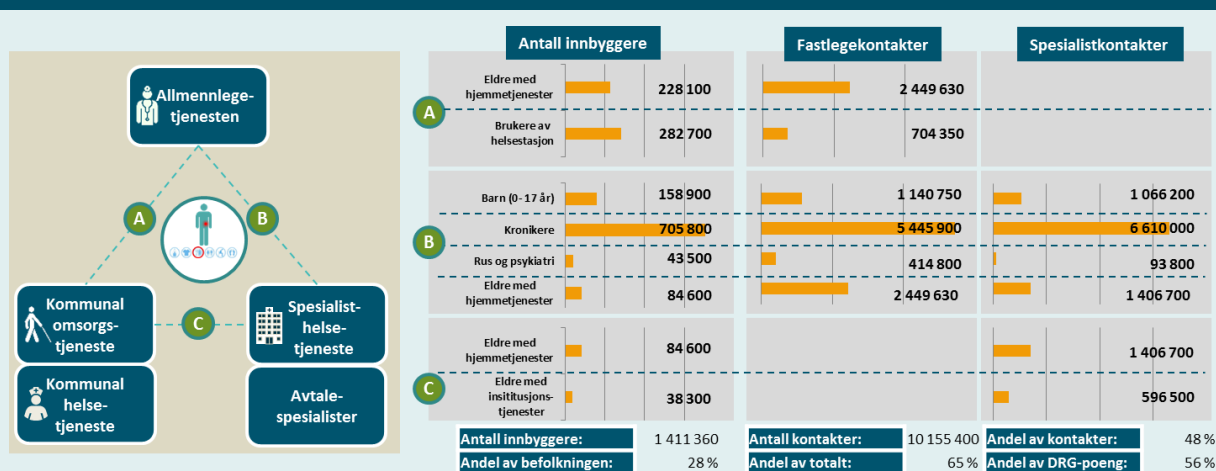 Allmennlege-
tjenesten
A
B
C
Kommunal
omsorgs-
tjeneste
Spesialist-
helse-
tjeneste
Kommunal
helse-
tjeneste
Avtale-
spesialister
Antall innbyggere
Fastlegekontakter
Spesialistkontakter
A
Eldre med
hjemmetjenester
228 100
2 449 630
Brukere av
helsestasjon
282 700
704 350
B
Barn (0- 17 år)
158 900
1 140 750
1 066 200
Kronikere
705 800
5 445 900
6 610 000
Rus og psykiatri
43 500
414 800
93 800
Eldre med
hjemmetjenester
84 600
2 449 630
1 406 700
C
Eldre med
hjemmetjenester
84 600
1 406 700
Eldre med
insititusjons-
tjenester
38 300
596 500
Antall innbyggere: 1 411 360
Antall kontakter: 10 155 400
Andel av kontakter: 48 %
Andel av befolkningen: 28 %
Andel av totalt: 65 %
Andel av DRG-poeng: 56 %